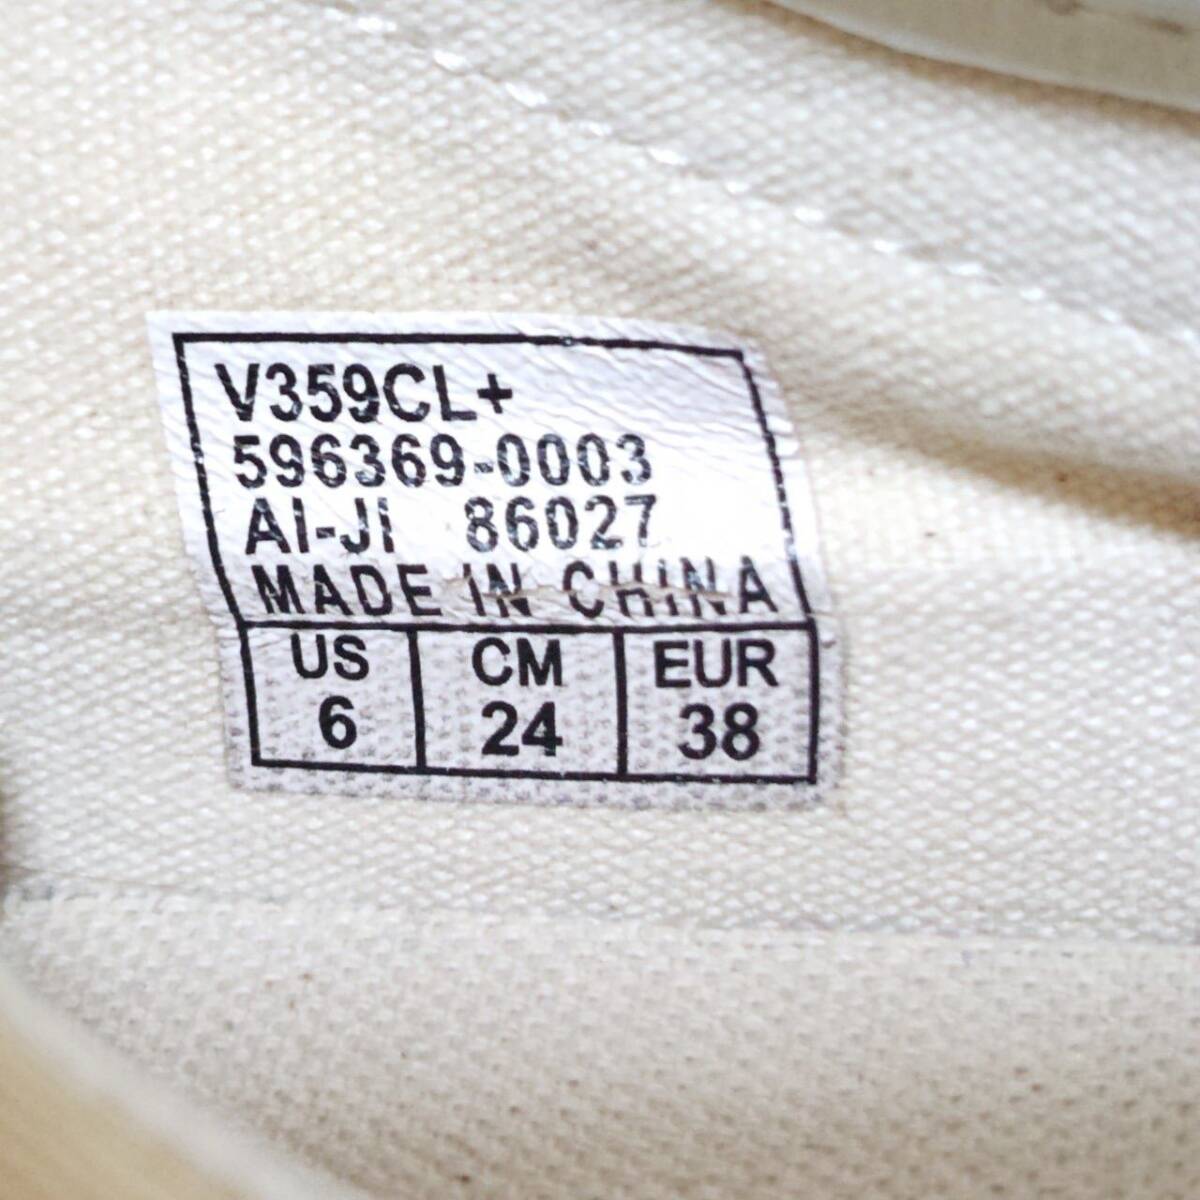 V359CL+
596369-0003
AI-JI 86027
MADE IN CHINA
US CM EUR
6 24 38